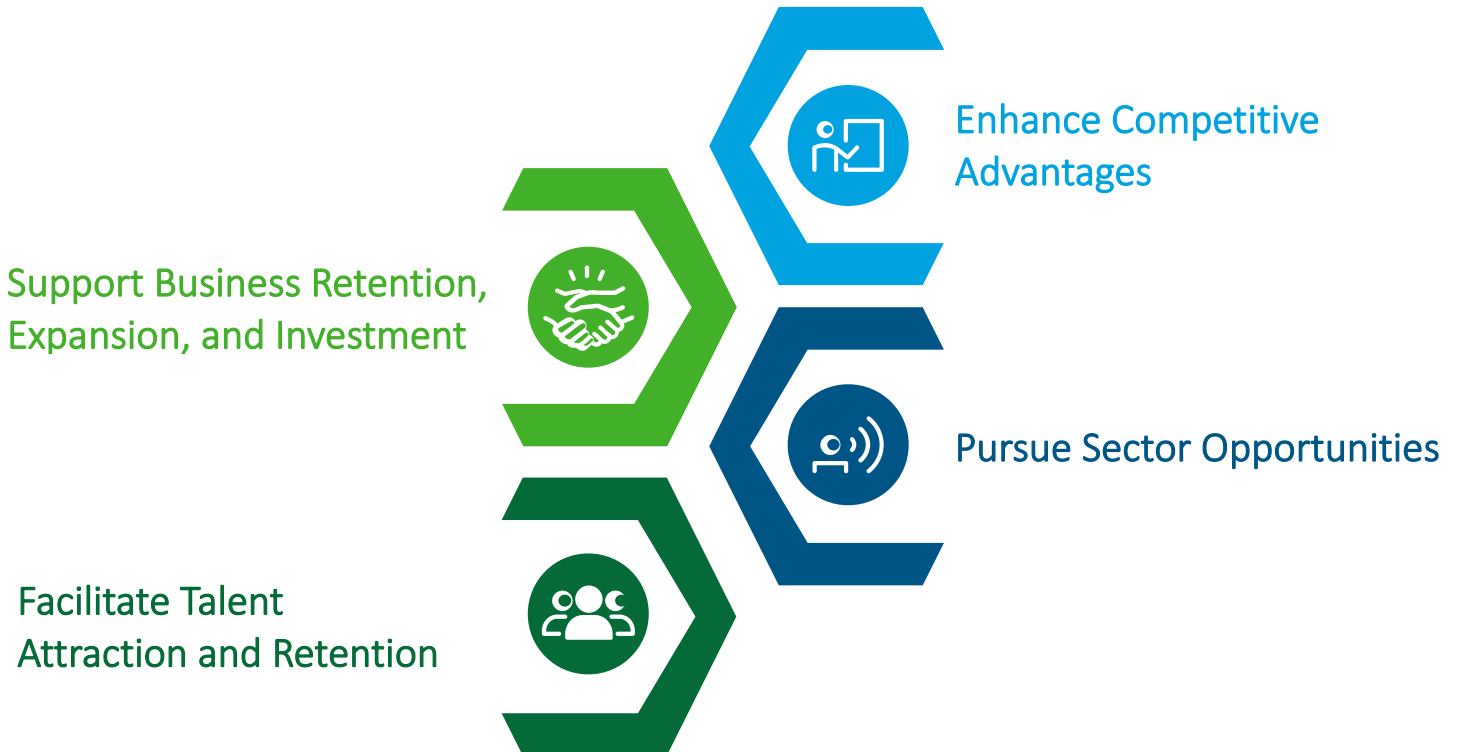 Enhance Competitive
Advantages
Support Business Retention,
Expansion, and Investment
Pursue Sector Opportunities
Facilitate Talent
Attraction and Retention